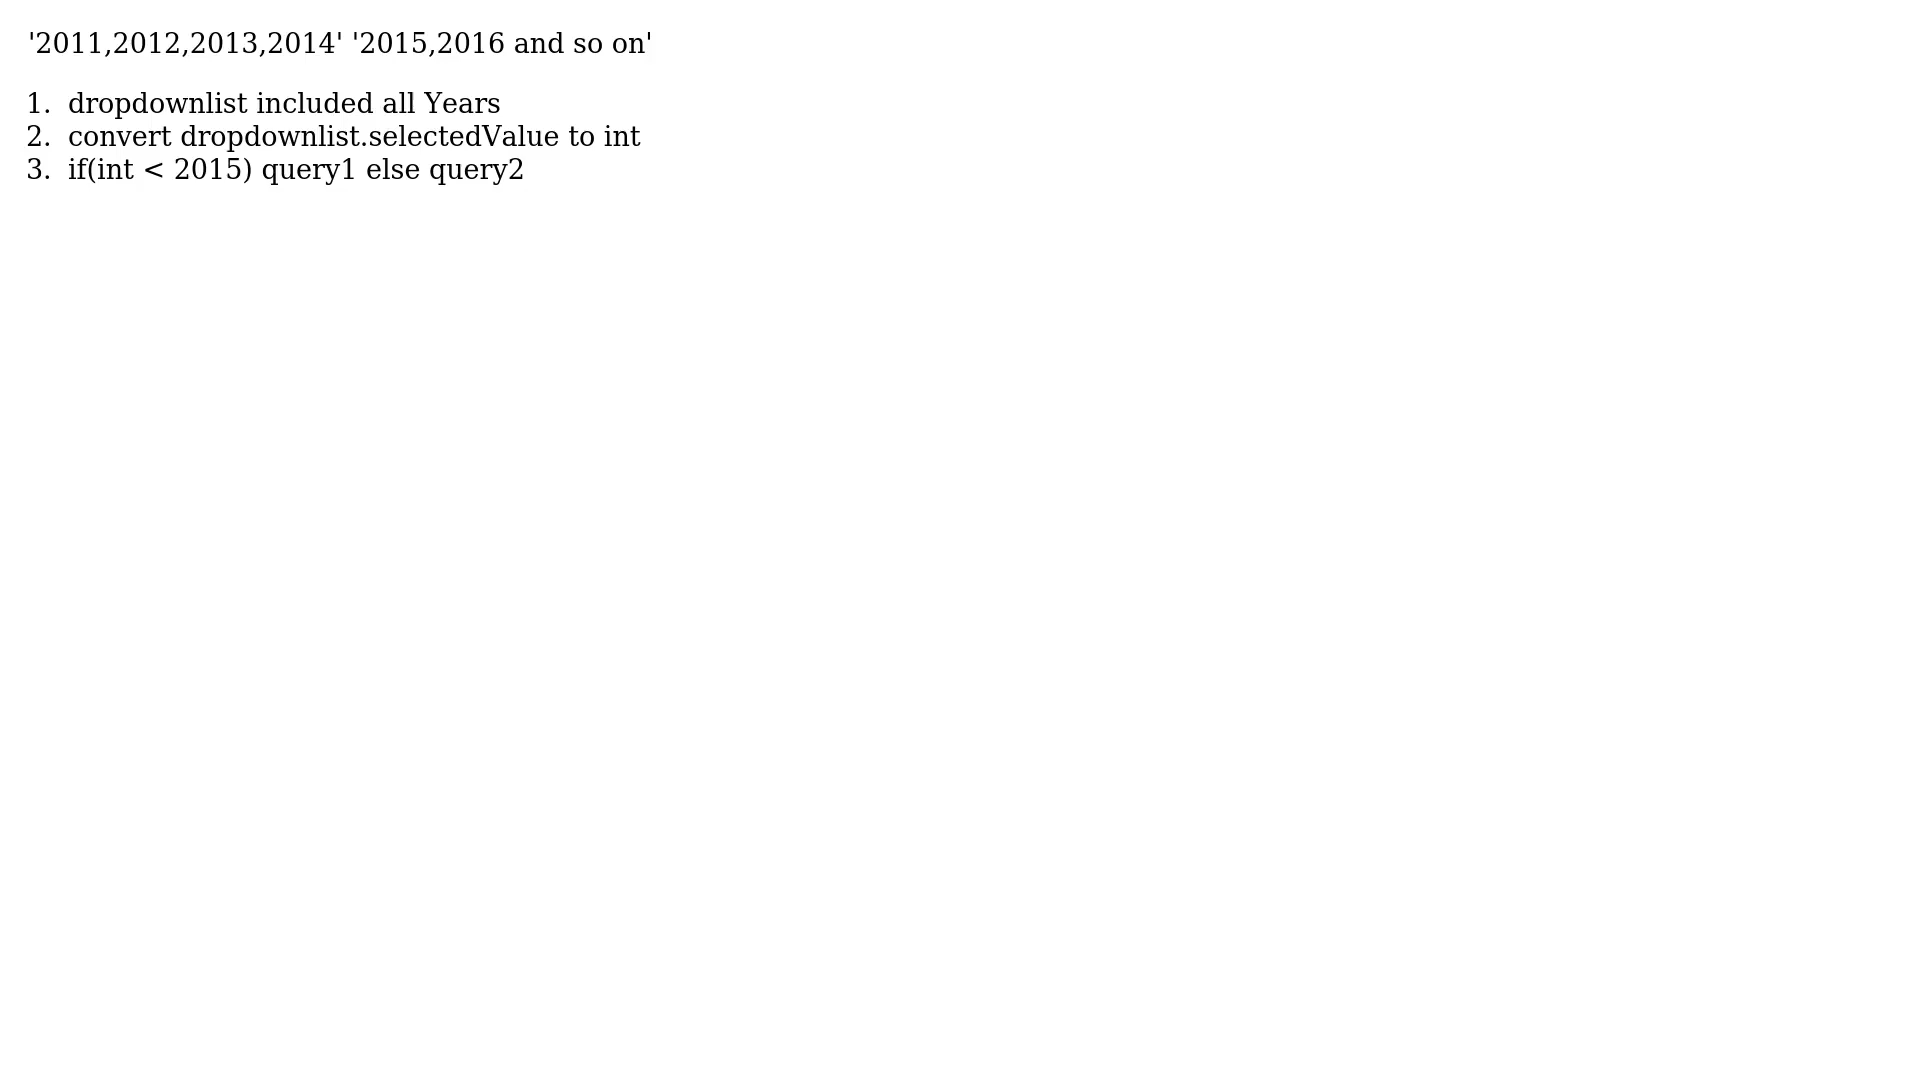 '2011,2012,2013,2014' '2015,2016 and so on'
1. dropdownlist included all Years
2. convert dropdownlist.selectedValue to int
3. if(int < 2015) query1 else query2